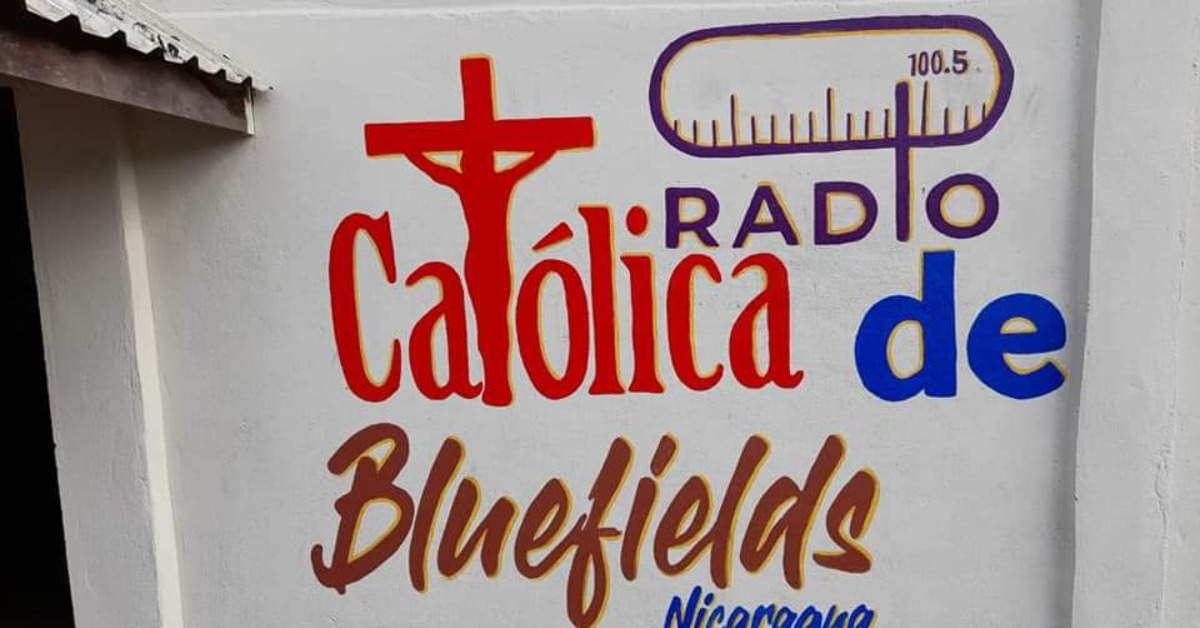 100.5
RADIO
Católica de
Bluefields
Nicaragua